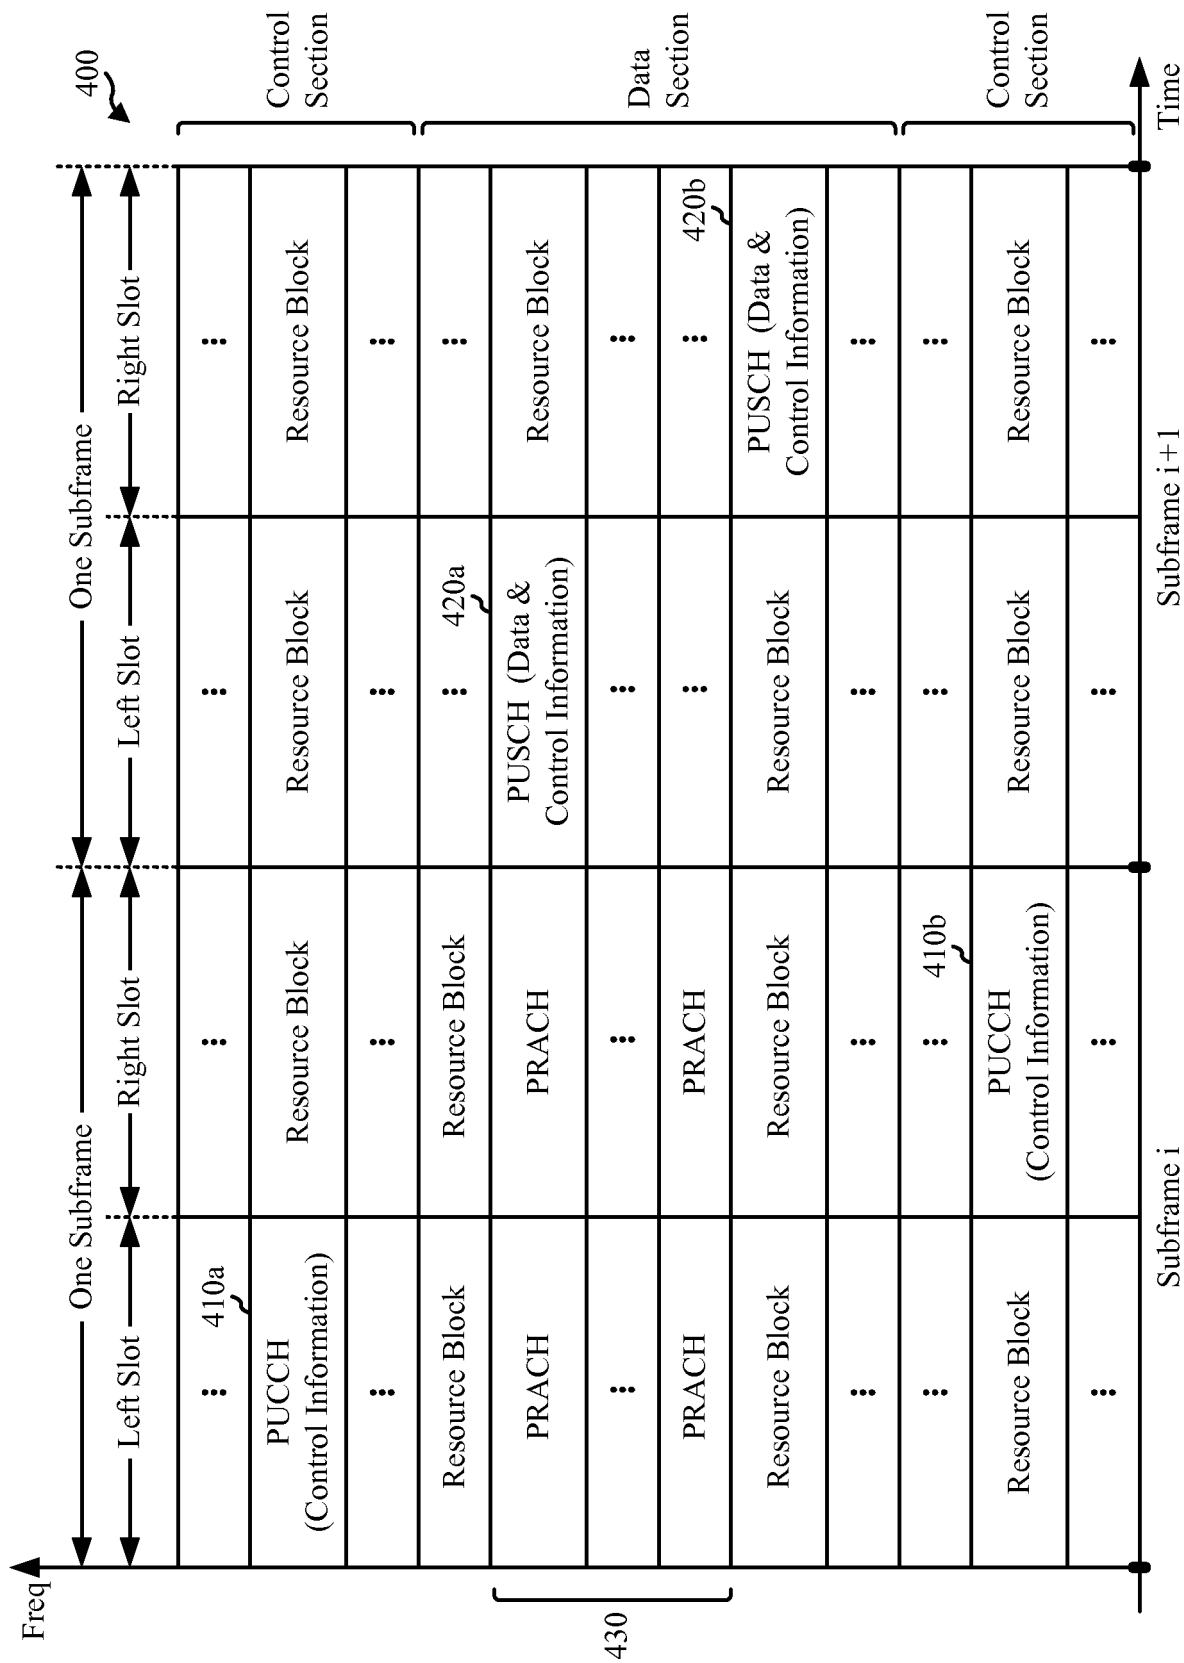 400
Freq
One Subframe
One Subframe
Left Slot
Right Slot
Left Slot
Right Slot
410a
...
...
...
...
Control
Section
PUCCH
(Control Information)
Resource Block
Resource Block
Resource Block
...
...
...
...
Resource Block
Resource Block
...
...
Data
Section
420a
430
PRACH
PRACH
PUSCH (Data &
Control Information)
Resource Block
...
...
...
...
PRACH
PRACH
...
...
420b
Resource Block
Resource Block
Resource Block
PUSCH (Data &
Control Information)
...
...
...
...
...
...
...
...
Control
Section
410b
Resource Block
PUCCH
(Control Information)
Resource Block
Resource Block
...
...
...
...
Subframe i
Subframe i+1
Time